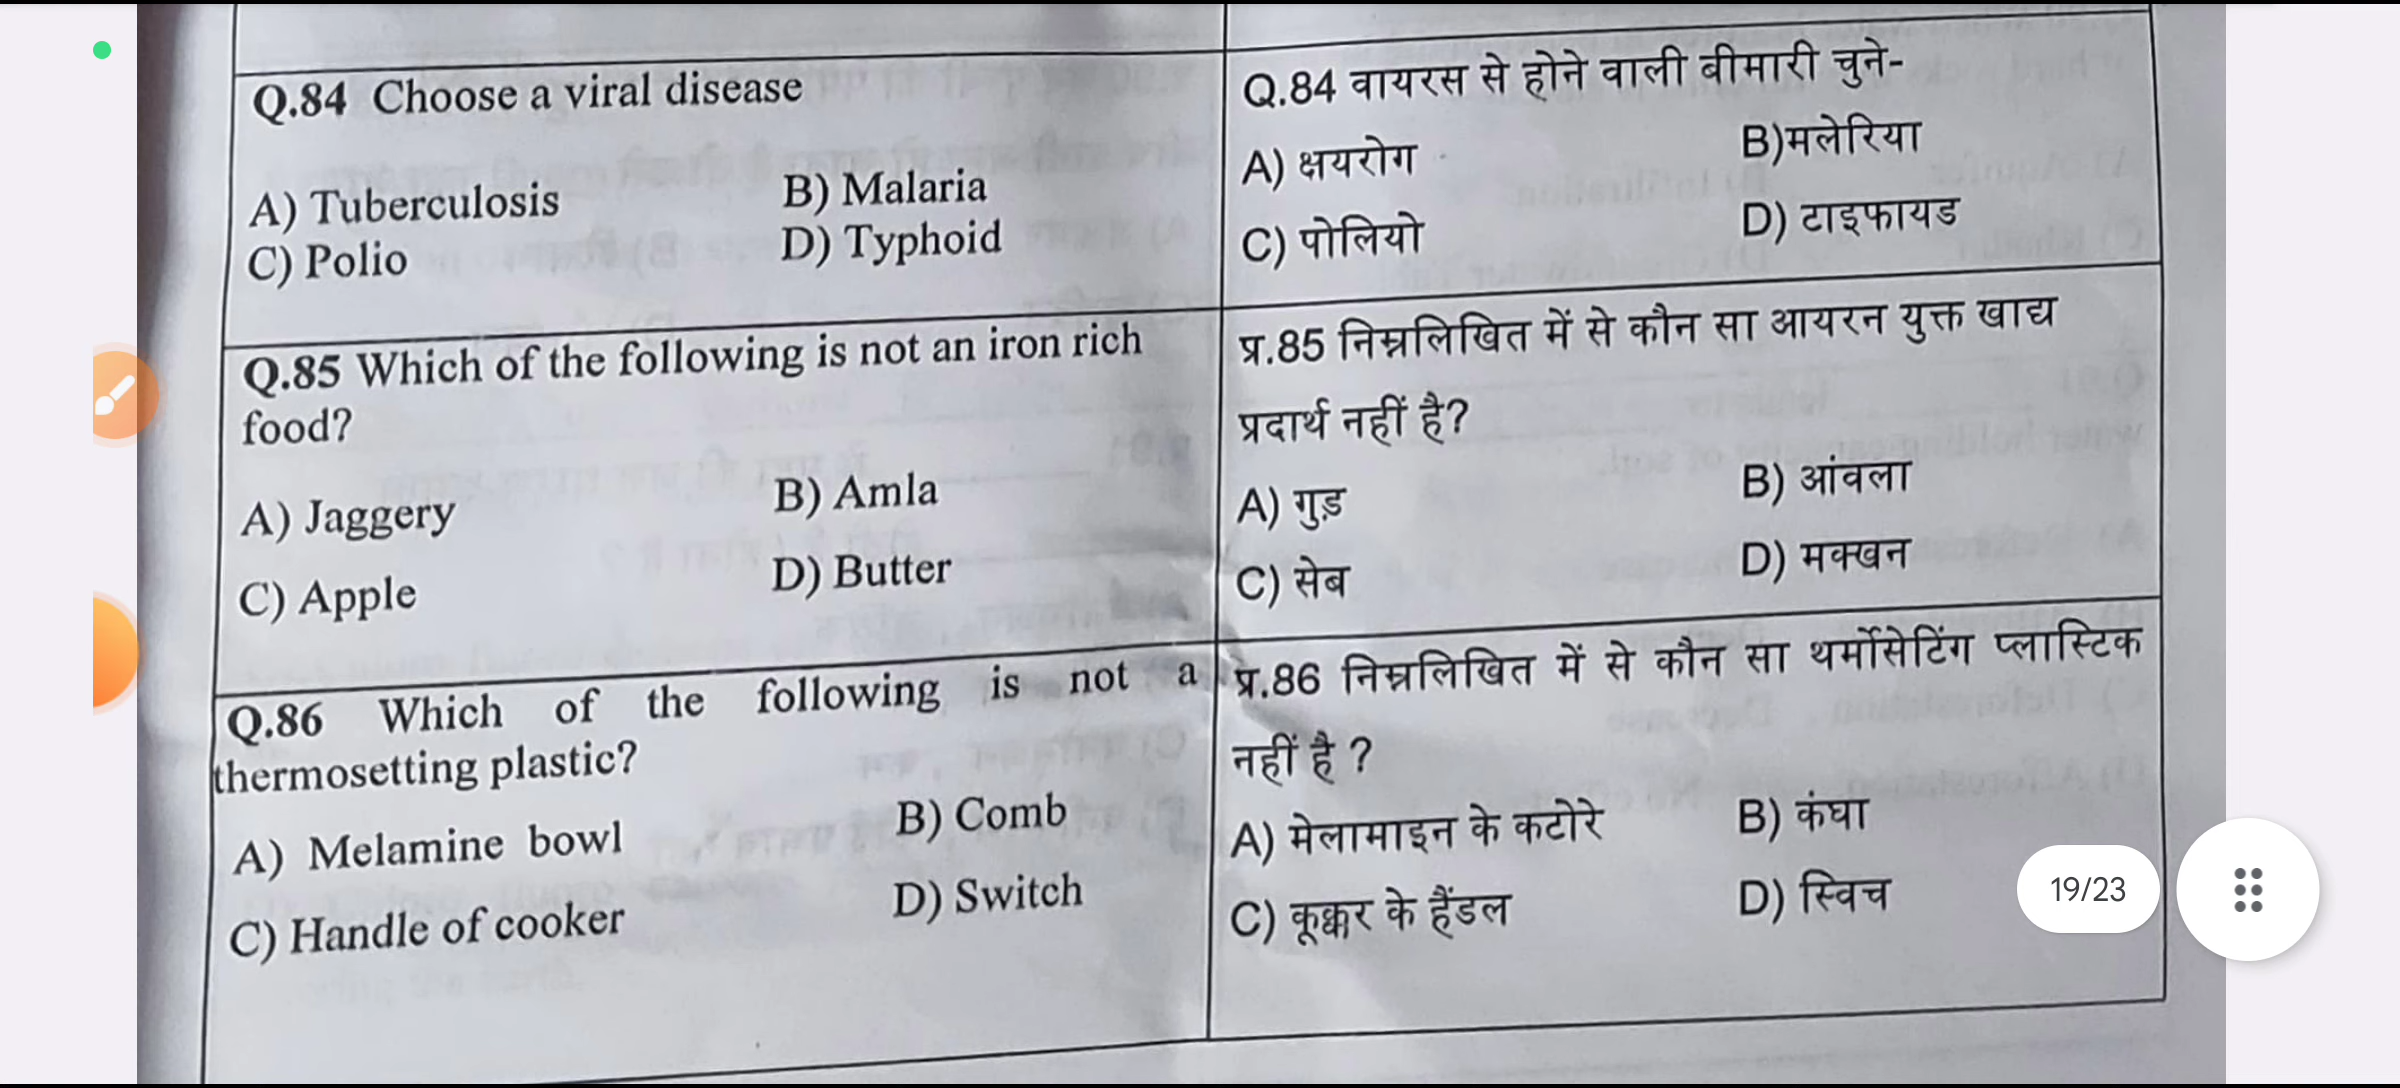 Q.84 Choose a viral disease
A) Tuberculosis B) Malaria
C) Polio D) Typhoid
Q.84 वायरस से होने वाली बीमारी चुने-
A) क्षयरोग B)मलेरिया
C) पोलियो D) टाइफायड
Q.85 Which of the following is not an iron rich
food?
A) Jaggery B) Amla
C) Apple D) Butter
प्र.85 निम्नलिखित में से कौन सा आयरन युक्त खाद्य
प्रदार्थ नहीं है?
A) गुड़ B) आंवला
C) सेब D) मक्खन
Q.86 Which of the following is not a
thermosetting plastic?
A) Melamine bowl B) Comb
C) Handle of cooker D) Switch
प्र.86 निम्नलिखित में से कौन सा थर्मोसेटिंग प्लास्टिक
नहीं है ?
A) मेलामाइन के कटोरे B) कंघा
C) कूक्कर के हैंडल D) स्विच
19/23